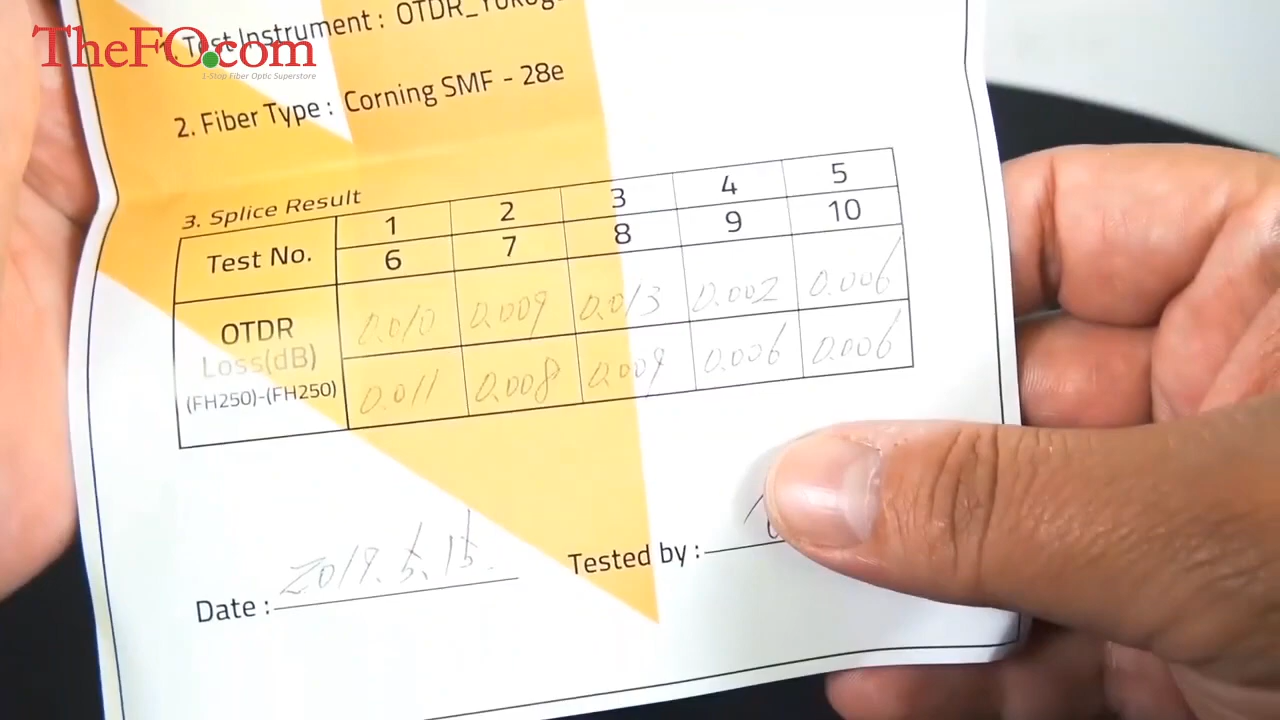 TheFO.com
1-Stop Fiber Optic Superstore
1. Test Instrument : OTDR_
2. Fiber Type : Corning SMF - 28e
3. Splice Result
Test No. 1 2 3 4 5
6 7 8 9 10
OTDR
Loss(dB)
(FH250)-(FH250)
0.010 0.009 0.013 0.002 0.006
0.011 0.008 0.009 0.006 0.006
Date : 2019.5.15.
Tested by :